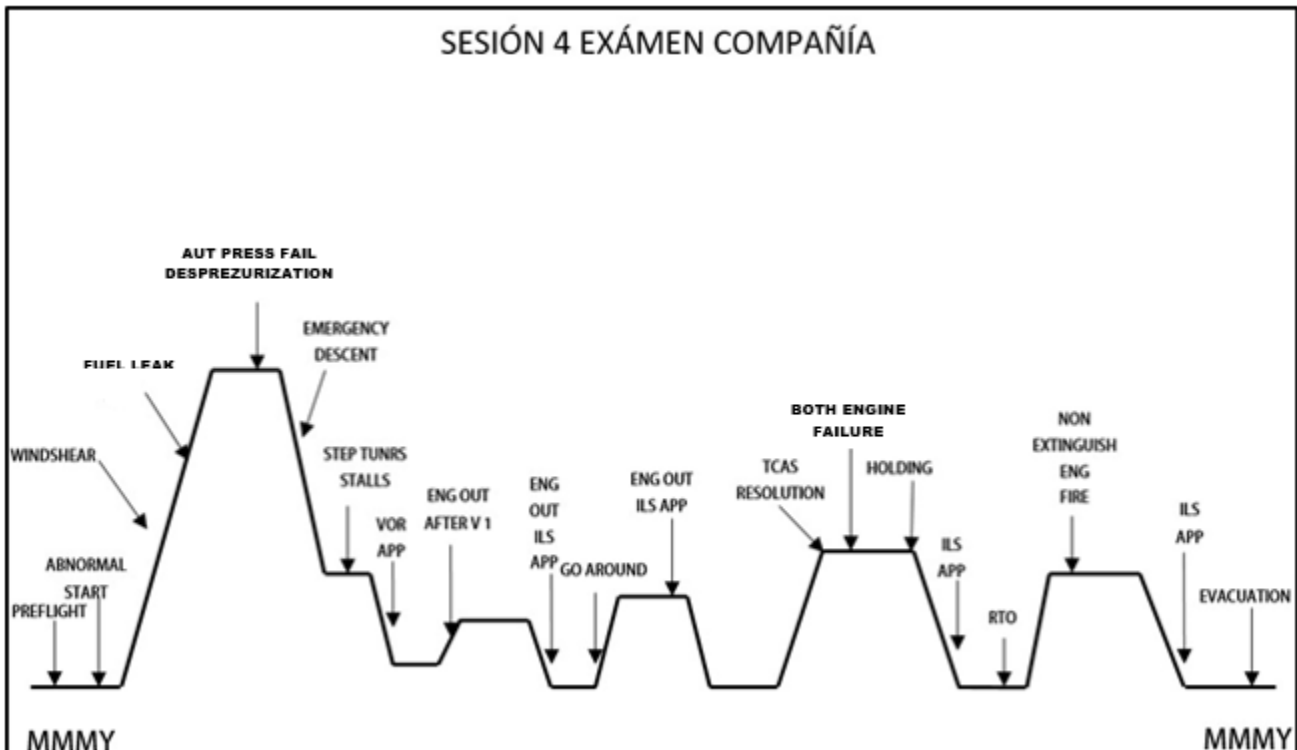 SESIÓN 4 EXÁMEN COMPAÑÍA
AUT PRESS FAIL
DESPREZURIZATION
EMERGENCY
DESCENT
FUEL LEAK
WINDSHEAR
ABNORMAL
START
PREFLIGHT
STEP TUNRS
STALLS
VOR
APP
ENG OUT
AFTER V 1
ENG
OUT
ILS
APP
GO AROUND
ENG OUT
ILS APP
TCAS
RESOLUTION
BOTH ENGINE
FAILURE
HOLDING
ILS
APP
RTO
NON
EXTINGUISH
ENG
FIRE
ILS
APP
EVACUATION
MMMY
MMMY